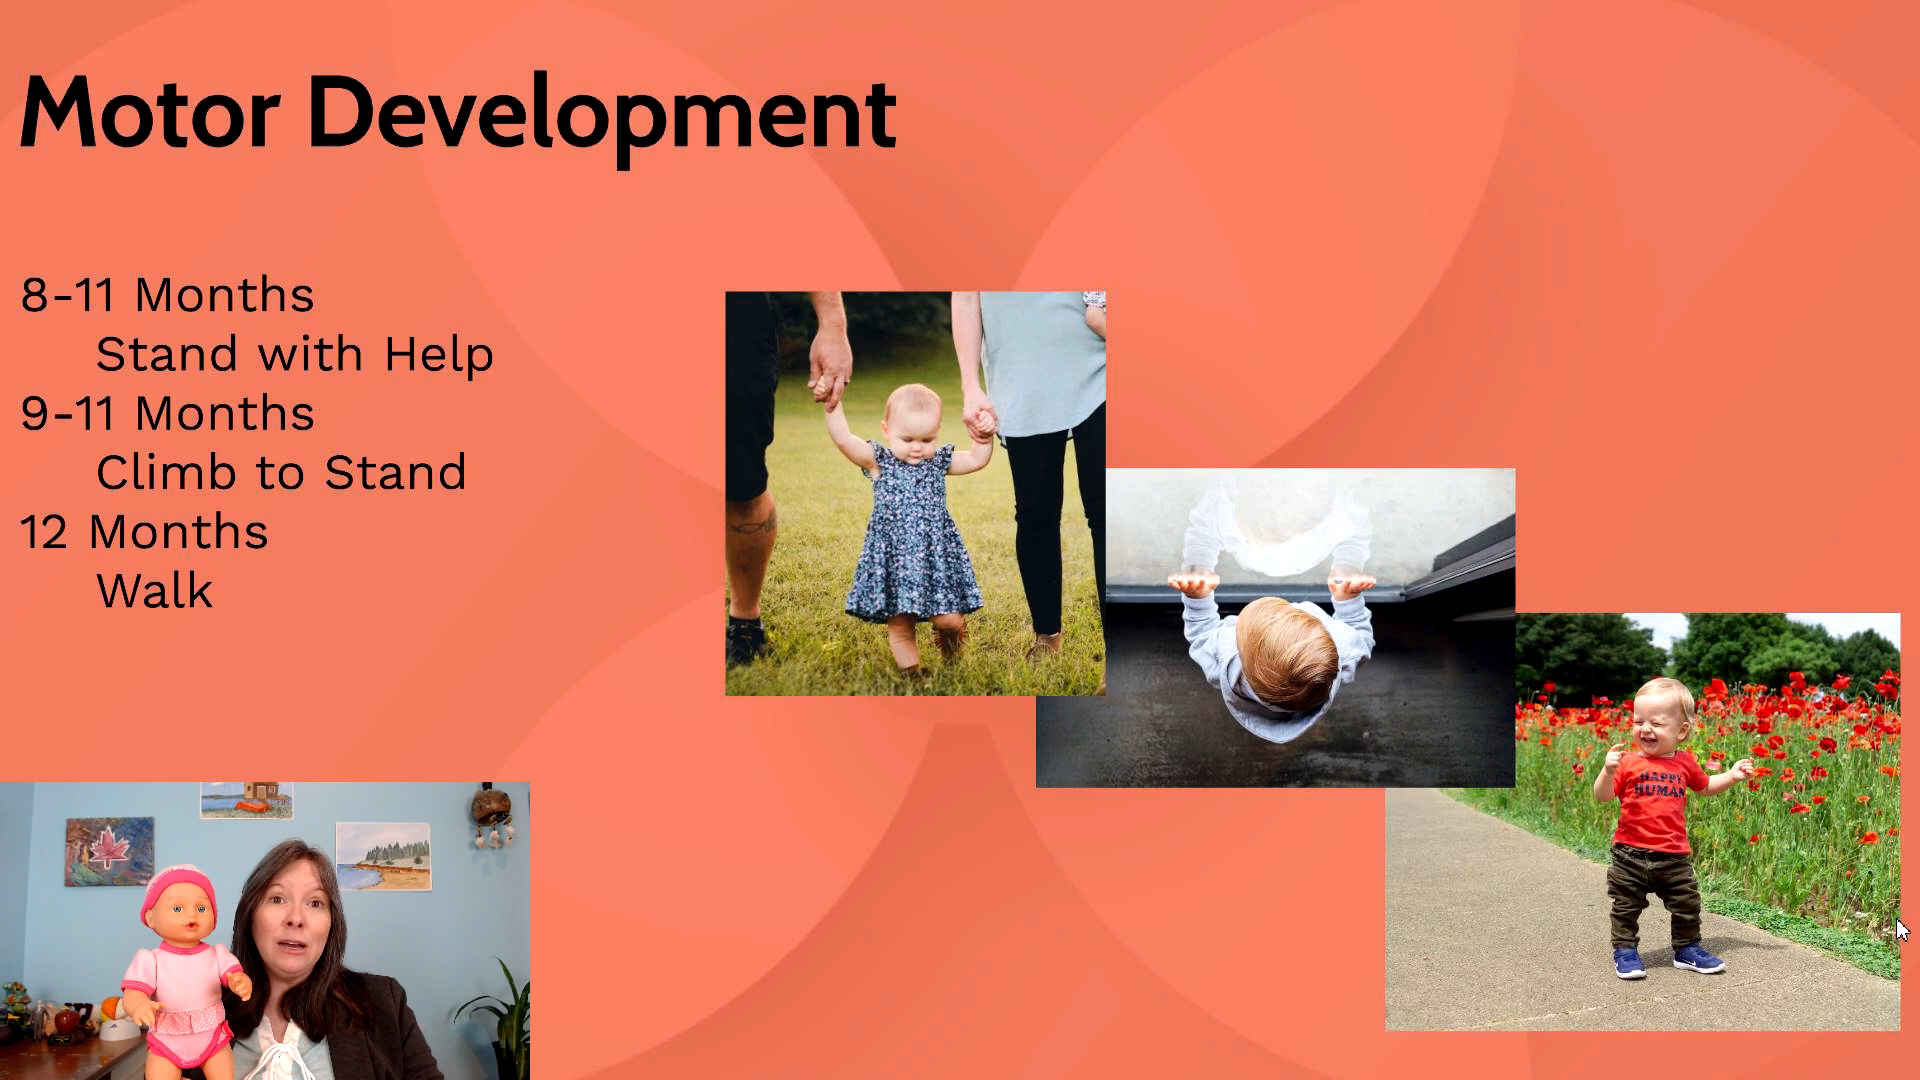 Motor Development
8-11 Months
Stand with Help
9-11 Months
Climb to Stand
12 Months
Walk
HAPPY
HUMAN